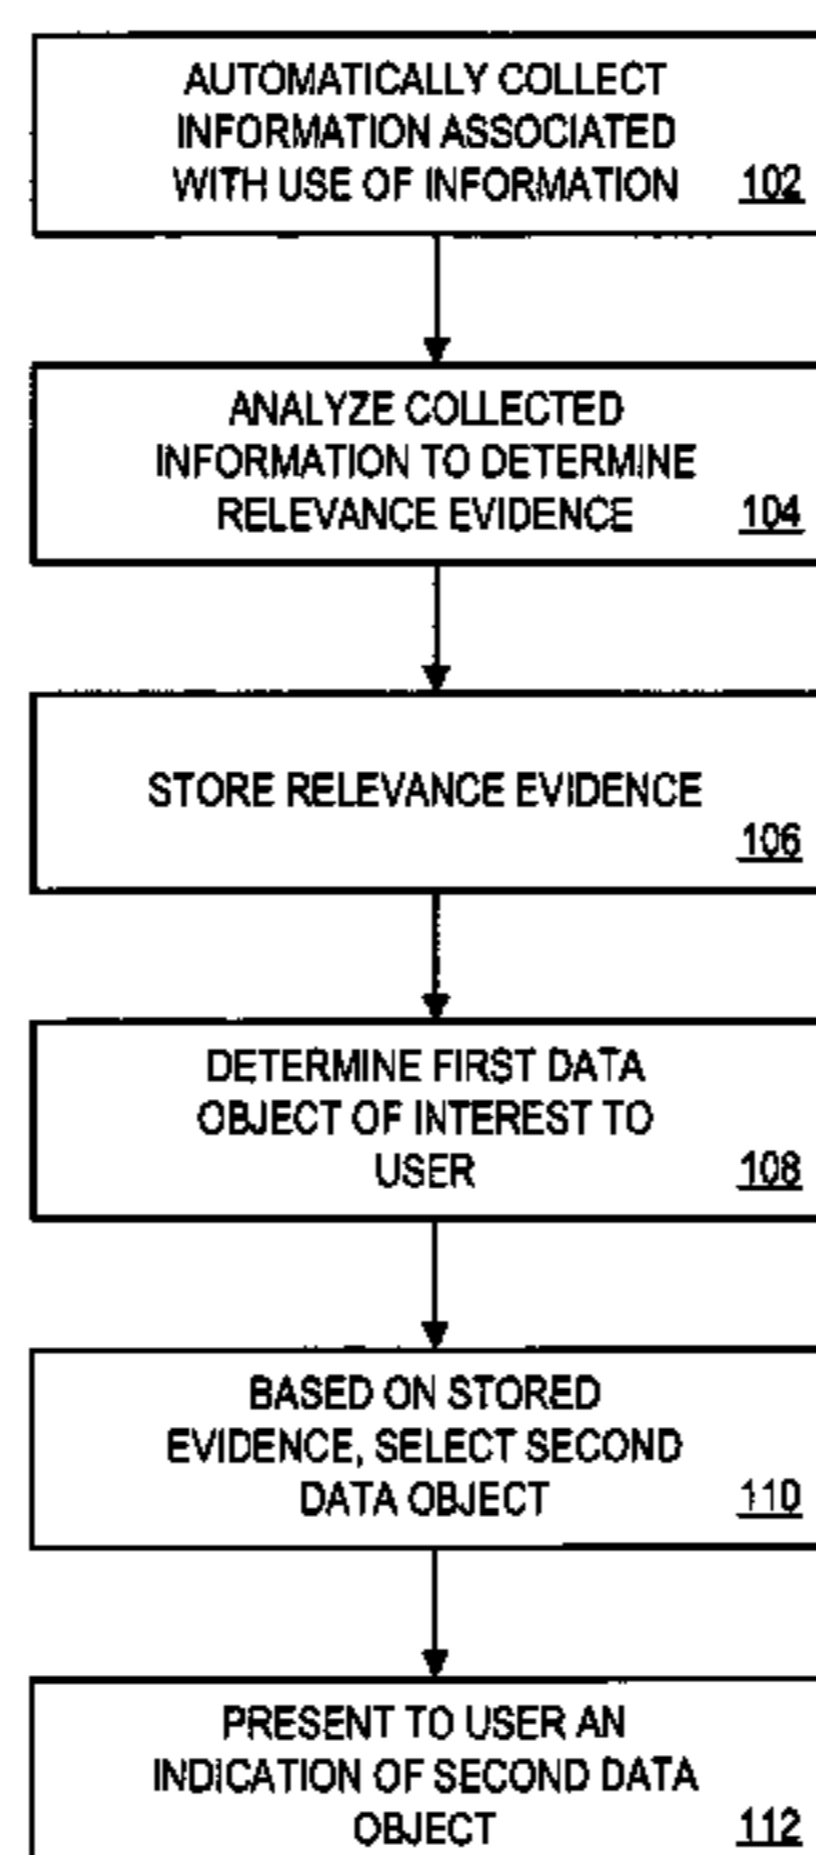 AUTOMATICALLY COLLECT
INFORMATION ASSOCIATED
WITH USE OF INFORMATION 102
ANALYZE COLLECTED
INFORMATION TO DETERMINE
RELEVANCE EVIDENCE 104
STORE RELEVANCE EVIDENCE
106
DETERMINE FIRST DATA
OBJECT OF INTEREST TO
USER 108
BASED ON STORED
EVIDENCE, SELECT SECOND
DATA OBJECT 110
PRESENT TO USER AN
INDICATION OF SECOND DATA
OBJECT 112